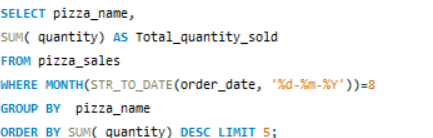 SELECT pizza_name,
SUM( quantity) AS Total_quantity_sold
FROM pizza_sales
WHERE MONTH(STR_TO_DATE(order_date, '%d-%m-%Y'))=8
GROUP BY pizza_name
ORDER BY SUM( quantity) DESC LIMIT 5;